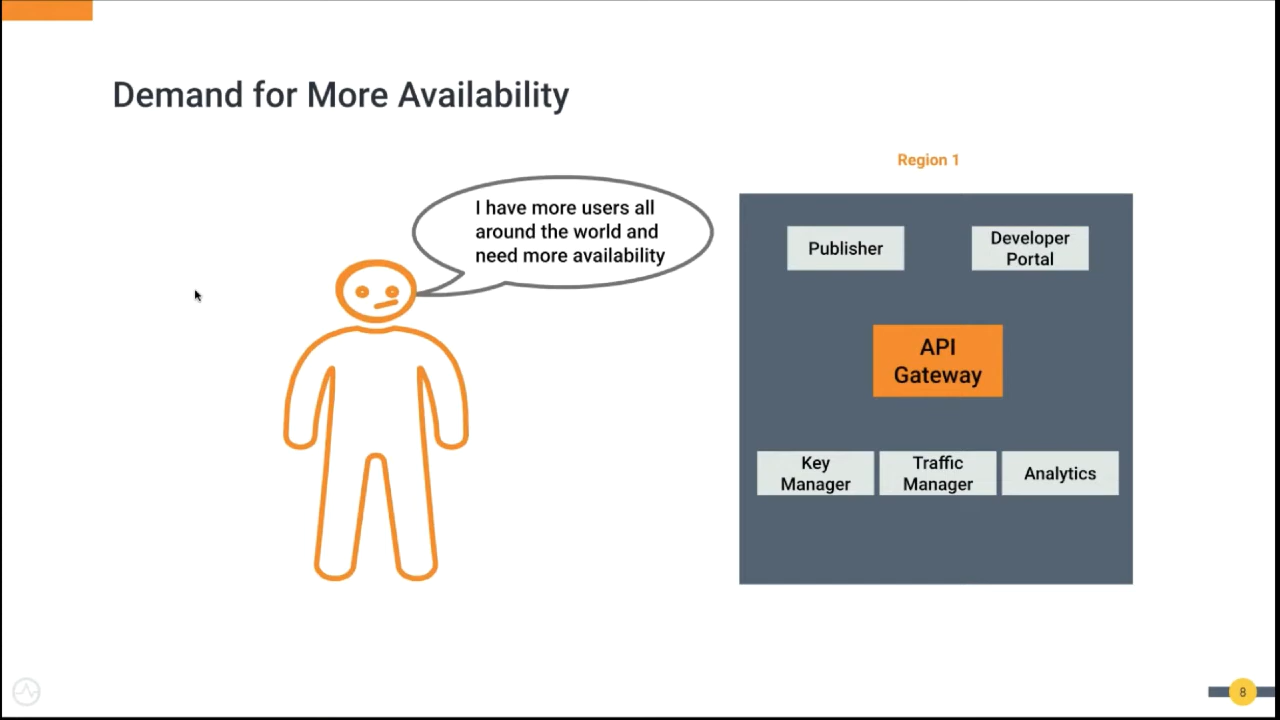 Demand for More Availability
I have more users all
around the world and
need more availability
Region 1
Publisher
Developer
Portal
API
Gateway
Key
Manager
Traffic
Manager
Analytics
8